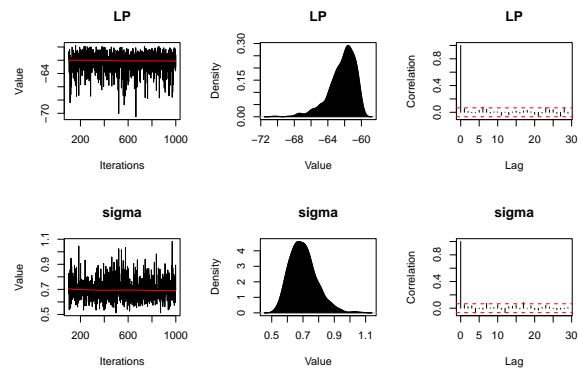 LP
LP
LP
Value
−70
−64
200
600
1000
Iterations
Density
0.00
0.15
0.30
−72
−68
−64
−60
Value
Correlation
0.0
0.4
0.8
0
5
10
20
30
Lag
sigma
sigma
sigma
Value
0.5
0.7
0.9
1.1
200
600
1000
Iterations
Density
0
1
2
3
4
0.5
0.7
0.9
1.1
Value
Correlation
0.0
0.4
0.8
0
5
10
20
30
Lag